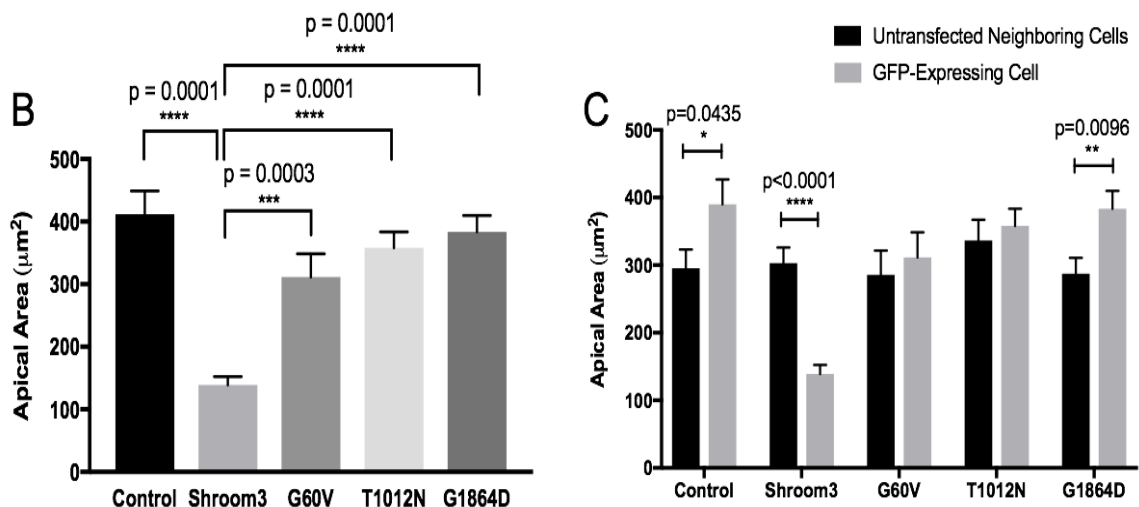 B
p = 0.0001
****
p = 0.0001
****
p = 0.0001
****
p = 0.0003
***
Apical Area (μm²)
500
400
300
200
100
0
Control Shroom3 G60V T1012N G1864D
Untransfected Neighboring Cells
GFP-Expressing Cell
C
p=0.0435
*
p<0.0001
****
p=0.0096
**
Apical Area (μm²)
500
400
300
200
100
0
Control Shroom3 G60V T1012N G1864D